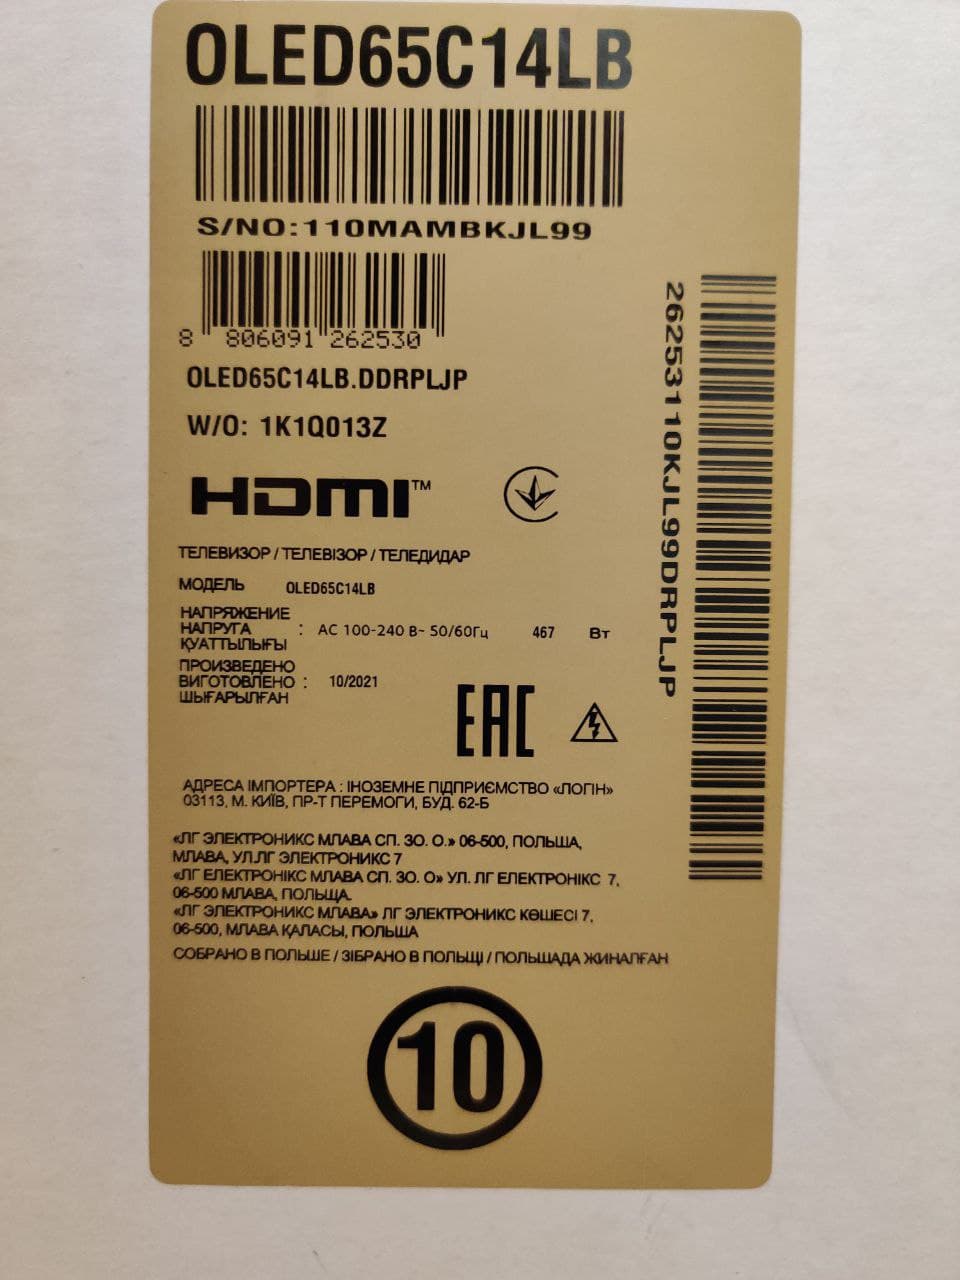 OLED65C14LB
S/NO:110MAMBKJL99
8 806091 262530
OLED65C14LB.DDRPLJP
W/O: 1K1Q013Z
HDMI™
ТЕЛЕВИЗОР / ТЕЛЕВІЗОР / ТЕЛЕДИДАР
МОДЕЛЬ OLED65C14LB
НАПРЯЖЕНИЕ
НАПРУГА : AC 100-240 В~ 50/60Гц 467 Вт
ҚУАТТЫЛЫҒЫ
ПРОИЗВЕДЕНО
ВИГОТОВЛЕНО : 10/2021
ШЫҒАРЫЛҒАН
EAC
АДРЕСА ІМПОРТЕРА : ІНОЗЕМНЕ ПІДПРИЄМСТВО «ЛОГІН»
03113, М. КИЇВ, ПР-Т ПЕРЕМОГИ, БУД. 62-Б
«ЛГ ЭЛЕКТРОНИКС МЛАВА СП. ЗО. О.» 06-500, ПОЛЬША,
МЛАВА, УЛ.ЛГ ЭЛЕКТРОНИКС 7
«ЛГ ЕЛЕКТРОНІКС МЛАВА СП. ЗО. О» УЛ. ЛГ ЕЛЕКТРОНІКС 7,
06-500 МЛАВА, ПОЛЬЩА.
«ЛГ ЭЛЕКТРОНИКС МЛАВА» ЛГ ЭЛЕКТРОНИКС КӨШЕСІ 7,
06-500, МЛАВА ҚАЛАСЫ, ПОЛЬША
СОБРАНО В ПОЛЬШЕ / ЗІБРАНО В ПОЛЬЩІ / ПОЛЬШАДА ЖИНАЛҒАН
10
26253110KJL99DRPLJP